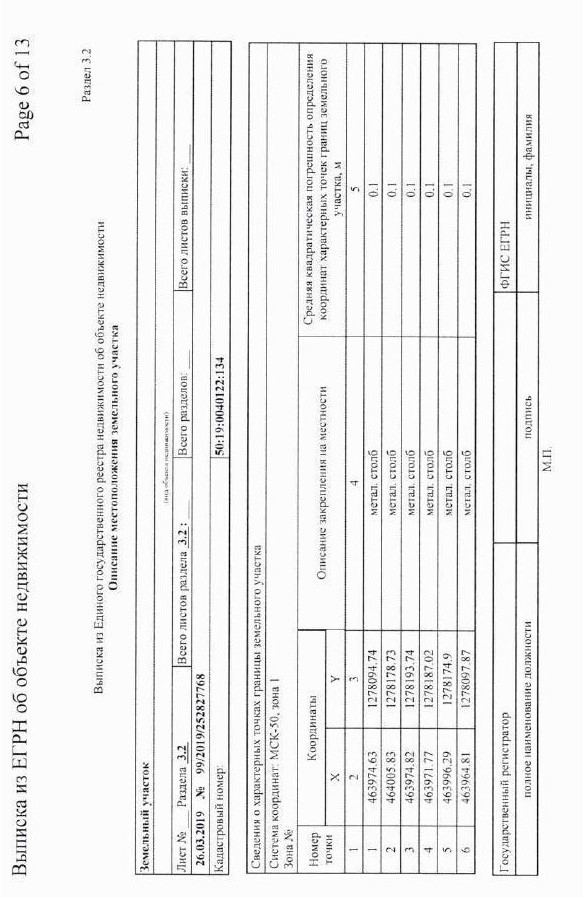 Выписка из ЕГРН об объекте недвижимости Page 6 of 13
Раздел 3.2
Выписка из Единого государственного реестра недвижимости об объекте недвижимости
Описание местоположения земельного участка
Земельный участок
(вид объекта недвижимости)
Лист № ___ Раздела 3.2 Всего листов раздела 3.2 : ___ Всего разделов: ___ Всего листов выписки: ___
26.03.2019 № 99/2019/252827768
Кадастровый номер: 50:19:0040122:134
Сведения о характерных точках границы земельного участка
Система координат: МСК-50, зона 1
Зона №
Номер точки Координаты Описание закрепления на местности Средняя квадратическая погрешность определения координат характерных точек границ земельного участка, м
X Y
1 2 3 4 5
1 463974.63 1278094.74 метал. столб 0.1
2 464005.83 1278178.73 метал. столб 0.1
3 463974.82 1278193.74 метал. столб 0.1
4 463971.77 1278187.02 метал. столб 0.1
5 463996.29 1278174.9 метал. столб 0.1
6 463964.81 1278097.87 метал. столб 0.1
Государственный регистратор ФГИС ЕГРН
полное наименование должности подпись инициалы, фамилия
М.П.